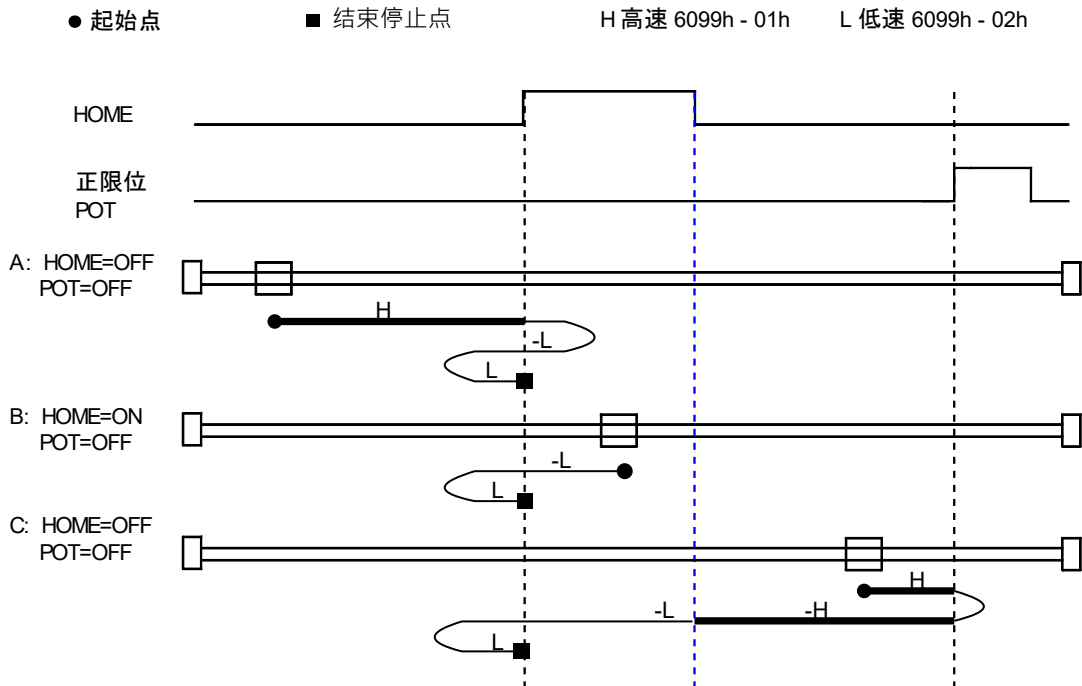 ● 起始点 ■ 结束停止点 H 高速 6099h - 01h L 低速 6099h - 02h
HOME
正限位
POT
A: HOME=OFF
POT=OFF
H
-L
L
B: HOME=ON
POT=OFF
-L
L
C: HOME=OFF
POT=OFF
H
-L -H
L